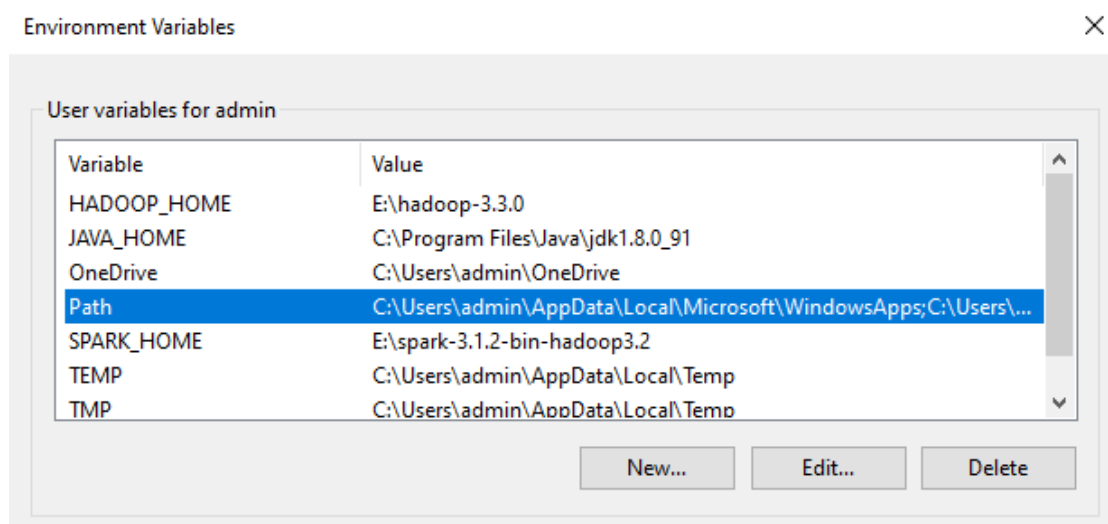 Environment Variables
User variables for admin
Variable Value
HADOOP_HOME E:\hadoop-3.3.0
JAVA_HOME C:\Program Files\Java\jdk1.8.0_91
OneDrive C:\Users\admin\OneDrive
Path C:\Users\admin\AppData\Local\Microsoft\WindowsApps;C:\Users\...
SPARK_HOME E:\spark-3.1.2-bin-hadoop3.2
TEMP C:\Users\admin\AppData\Local\Temp
TMP C:\Users\admin\AppData\Local\Temp
New... Edit... Delete